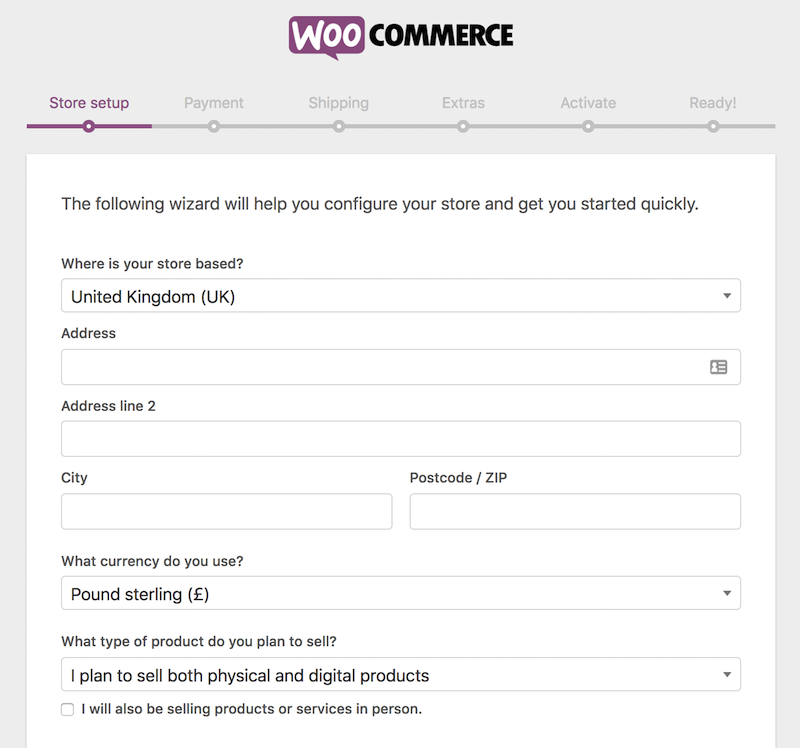 WOO COMMERCE
Store setup Payment Shipping Extras Activate Ready!
The following wizard will help you configure your store and get you started quickly.
Where is your store based?
United Kingdom (UK)
Address
Address line 2
City Postcode / ZIP
What currency do you use?
Pound sterling (£)
What type of product do you plan to sell?
I plan to sell both physical and digital products
I will also be selling products or services in person.